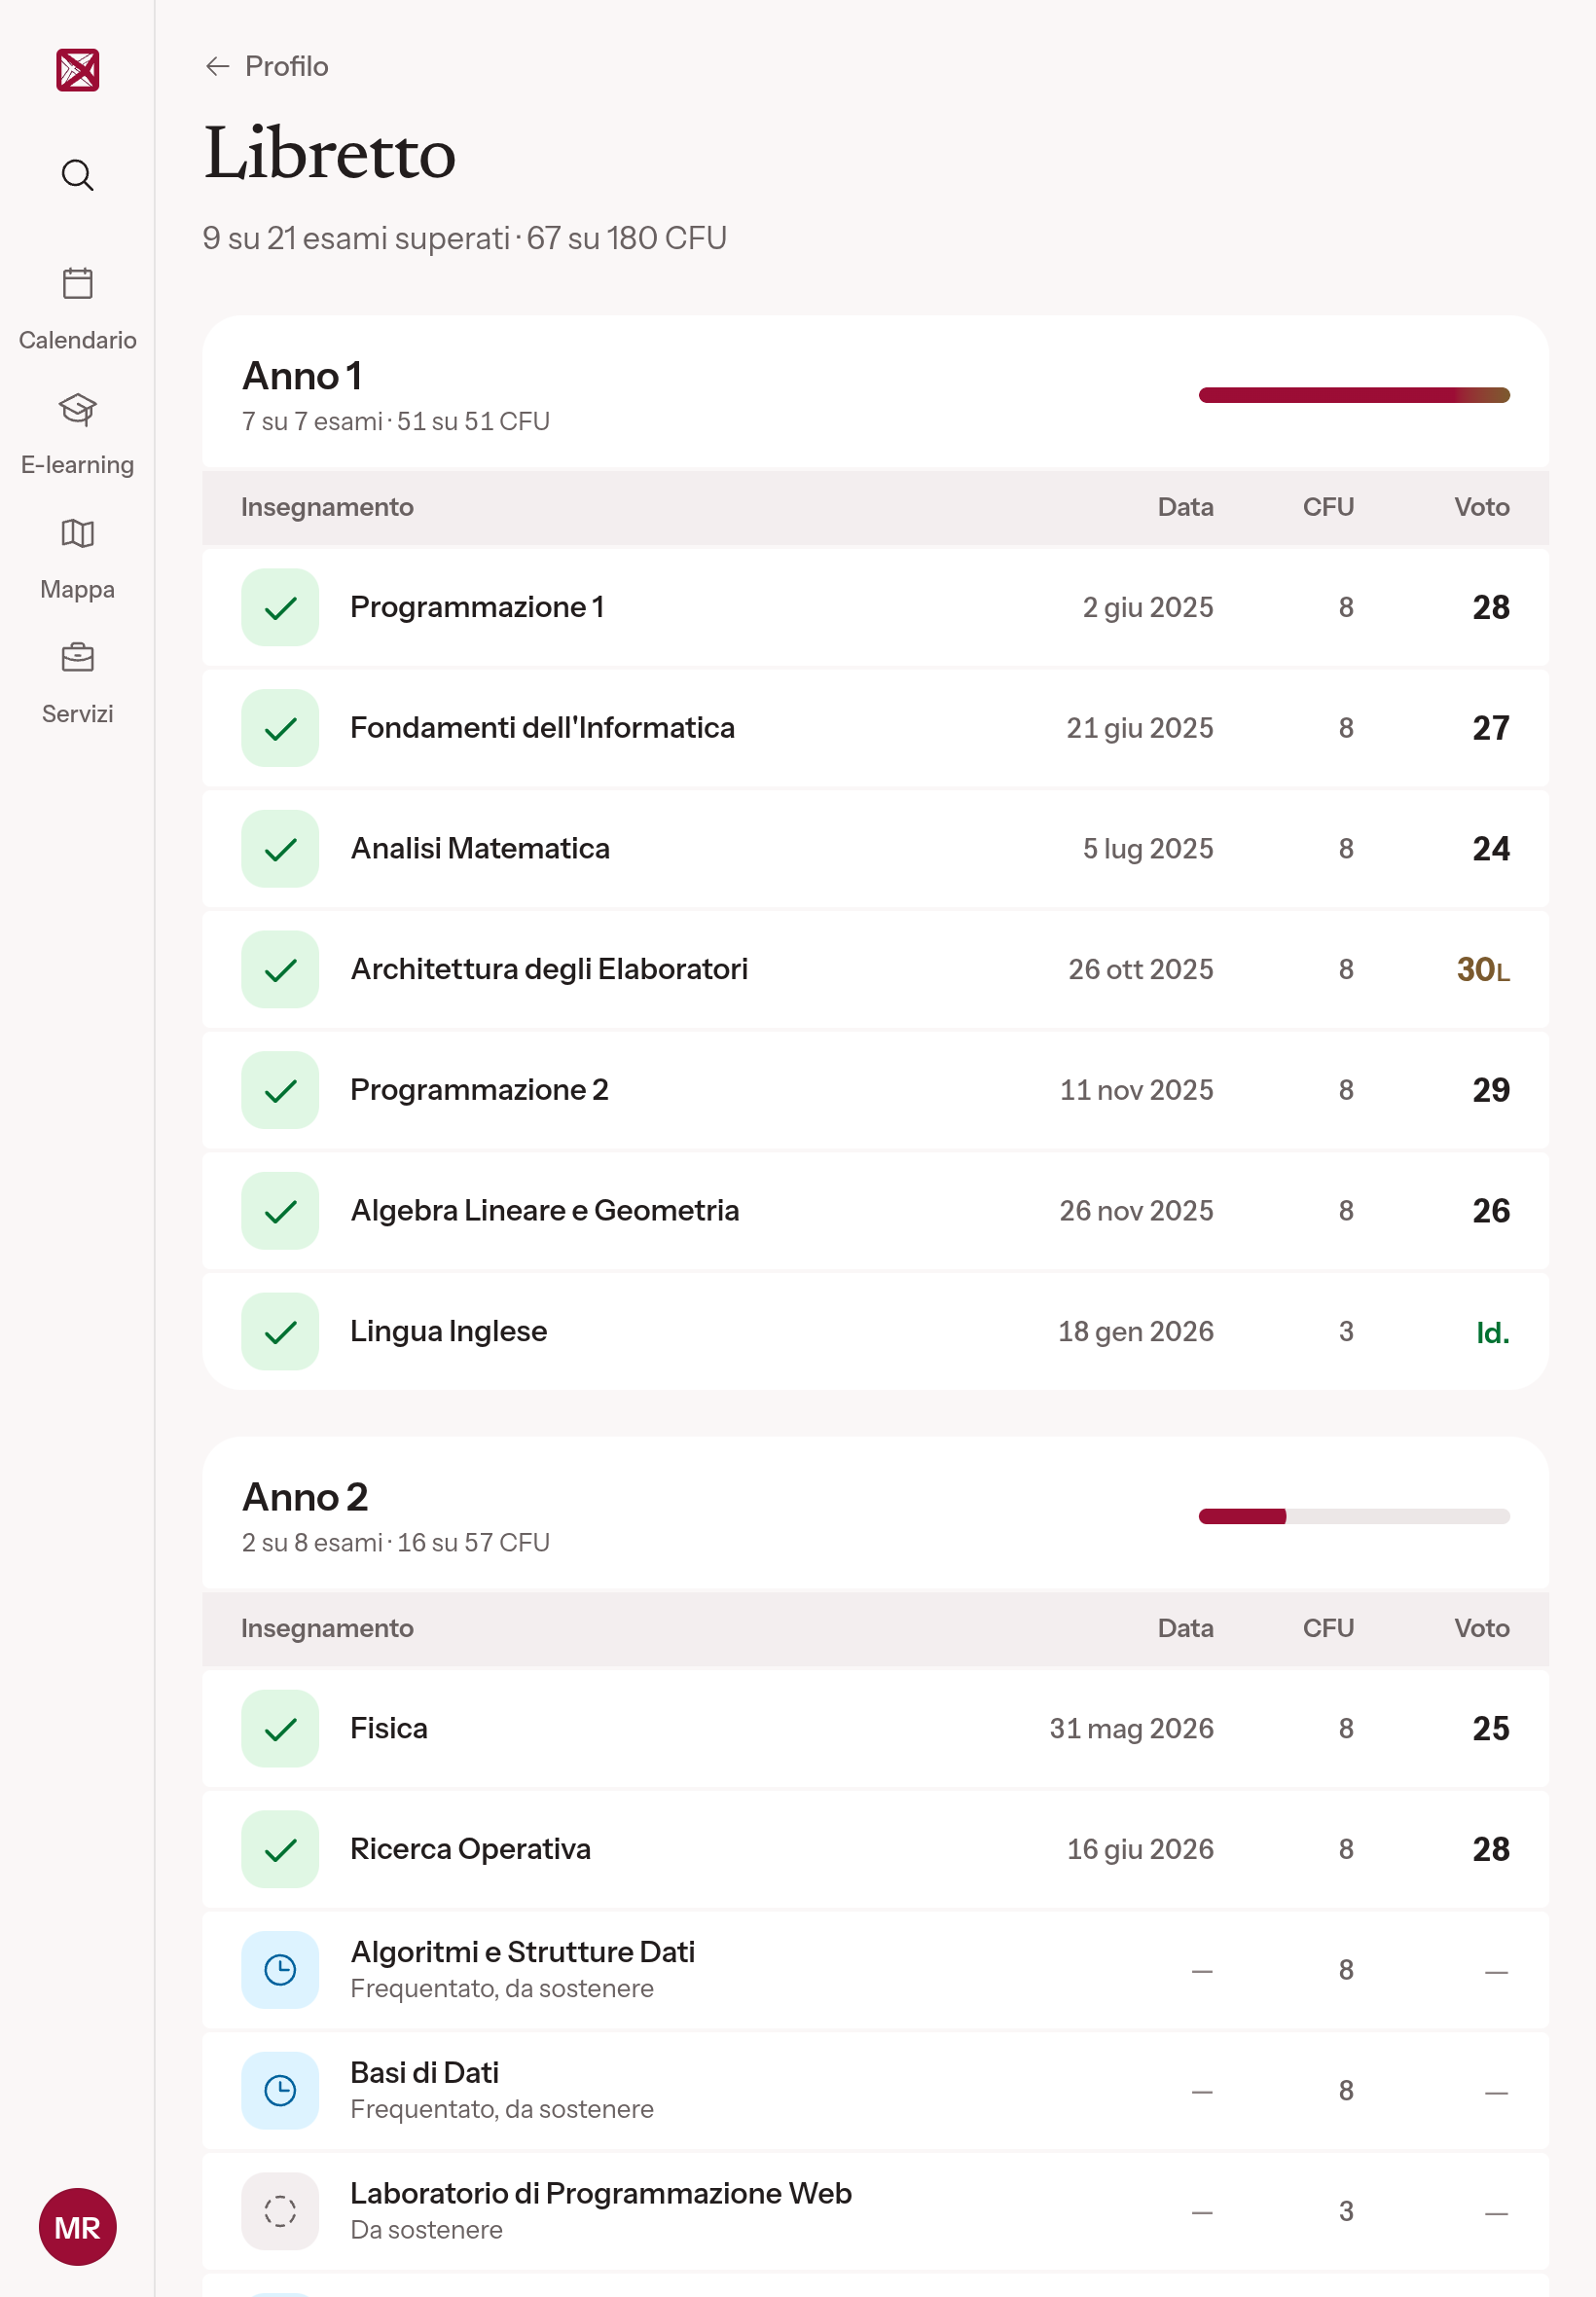 Profilo
Libretto
9 su 21 esami superati · 67 su 180 CFU
Calendario
E-learning
Mappa
Servizi
Anno 1
7 su 7 esami · 51 su 51 CFU
Insegnamento Data CFU Voto
Programmazione 1 2 giu 2025 8 28
Fondamenti dell'Informatica 21 giu 2025 8 27
Analisi Matematica 5 lug 2025 8 24
Architettura degli Elaboratori 26 ott 2025 8 30L
Programmazione 2 11 nov 2025 8 29
Algebra Lineare e Geometria 26 nov 2025 8 26
Lingua Inglese 18 gen 2026 3 Id.
Anno 2
2 su 8 esami · 16 su 57 CFU
Insegnamento Data CFU Voto
Fisica 31 mag 2026 8 25
Ricerca Operativa 16 giu 2026 8 28
Algoritmi e Strutture Dati — 8 —
Frequentato, da sostenere
Basi di Dati — 8 —
Frequentato, da sostenere
Laboratorio di Programmazione Web — 3 —
Da sostenere
MR